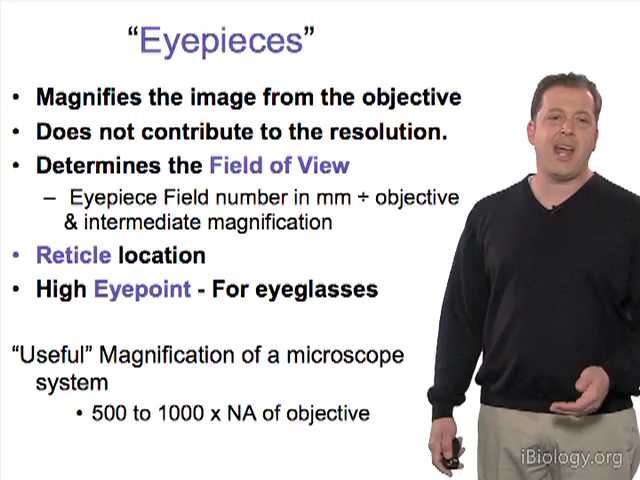 “Eyepieces”
• Magnifies the image from the objective
• Does not contribute to the resolution.
• Determines the Field of View
– Eyepiece Field number in mm ÷ objective
& intermediate magnification
• Reticle location
• High Eyepoint - For eyeglasses
“Useful” Magnification of a microscope
system
• 500 to 1000 x NA of objective
iBiology.org